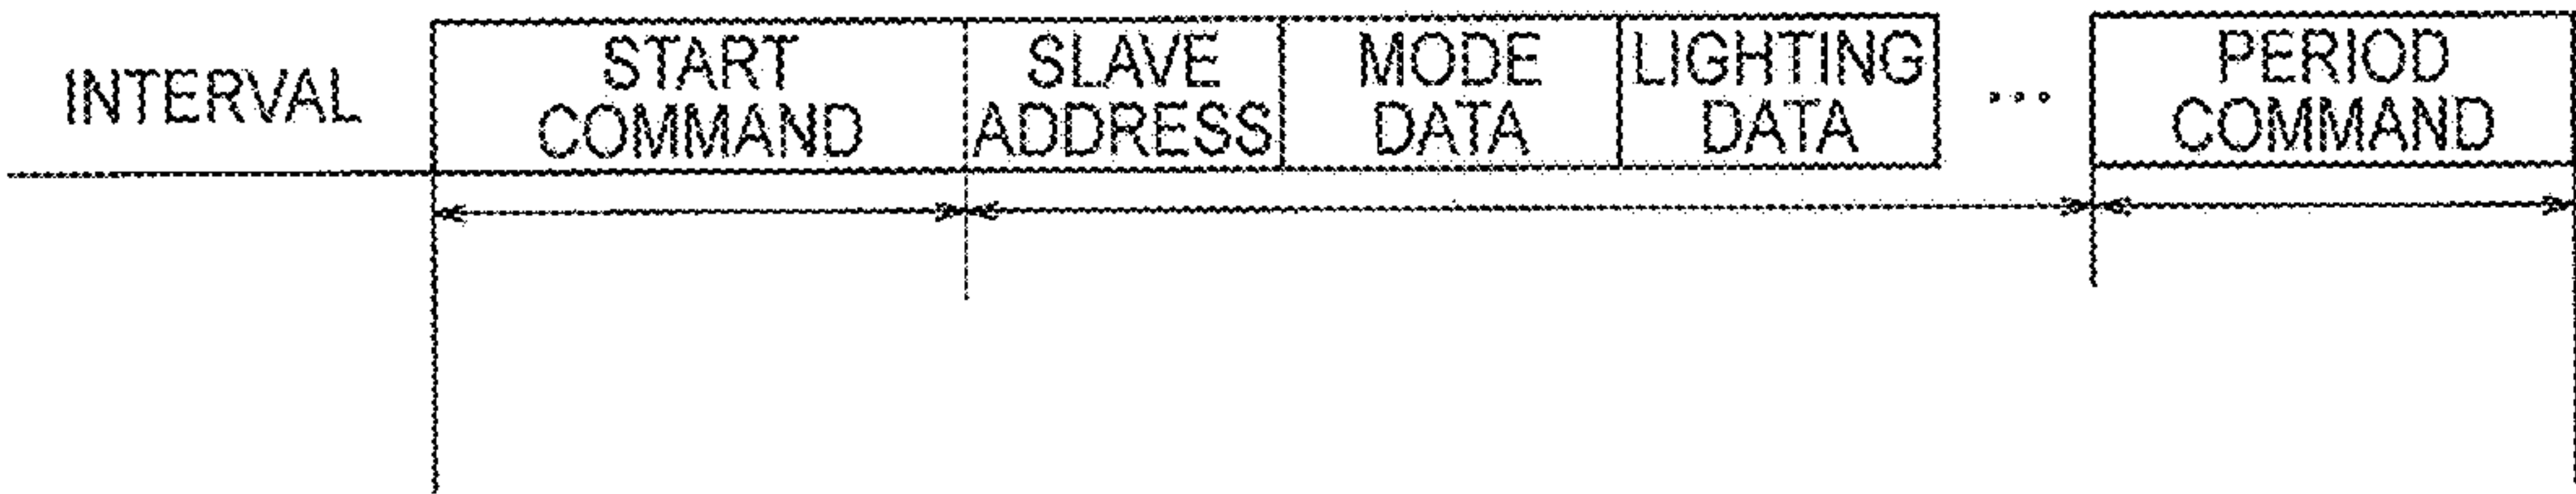 INTERVAL
START
COMMAND
SLAVE
ADDRESS
MODE
DATA
LIGHTING
DATA
...
PERIOD
COMMAND